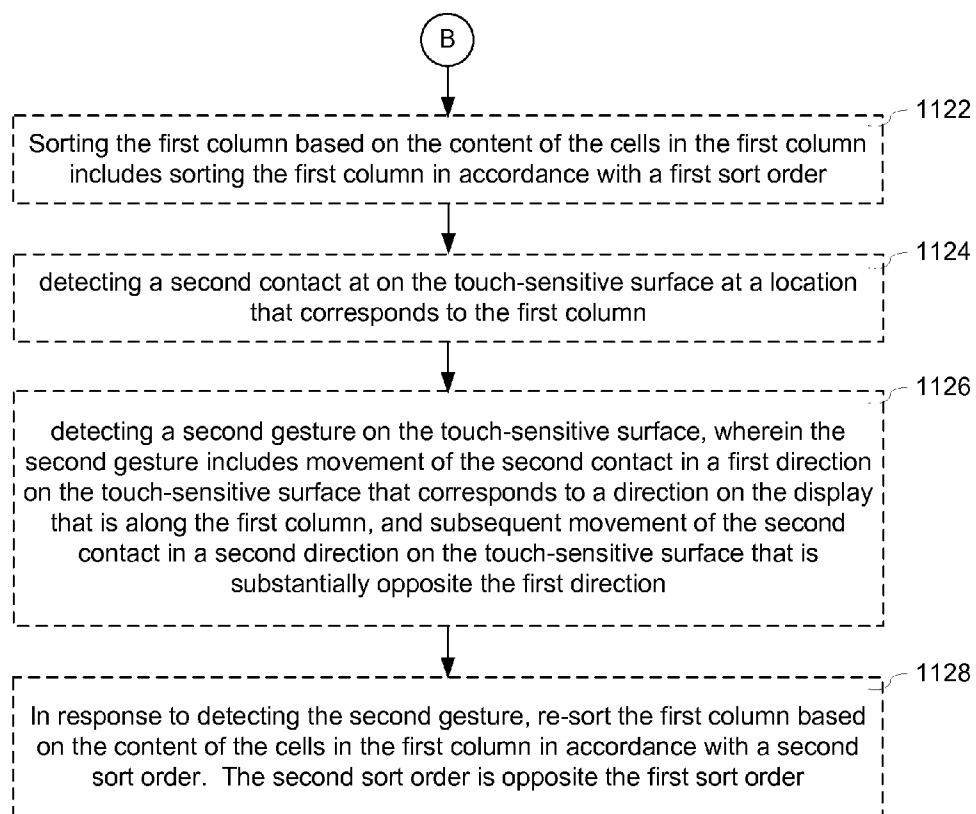 B
1122
Sorting the first column based on the content of the cells in the first column
includes sorting the first column in accordance with a first sort order
1124
detecting a second contact at on the touch-sensitive surface at a location
that corresponds to the first column
1126
detecting a second gesture on the touch-sensitive surface, wherein the
second gesture includes movement of the second contact in a first direction
on the touch-sensitive surface that corresponds to a direction on the display
that is along the first column, and subsequent movement of the second
contact in a second direction on the touch-sensitive surface that is
substantially opposite the first direction
1128
In response to detecting the second gesture, re-sort the first column based
on the content of the cells in the first column in accordance with a second
sort order.  The second sort order is opposite the first sort order